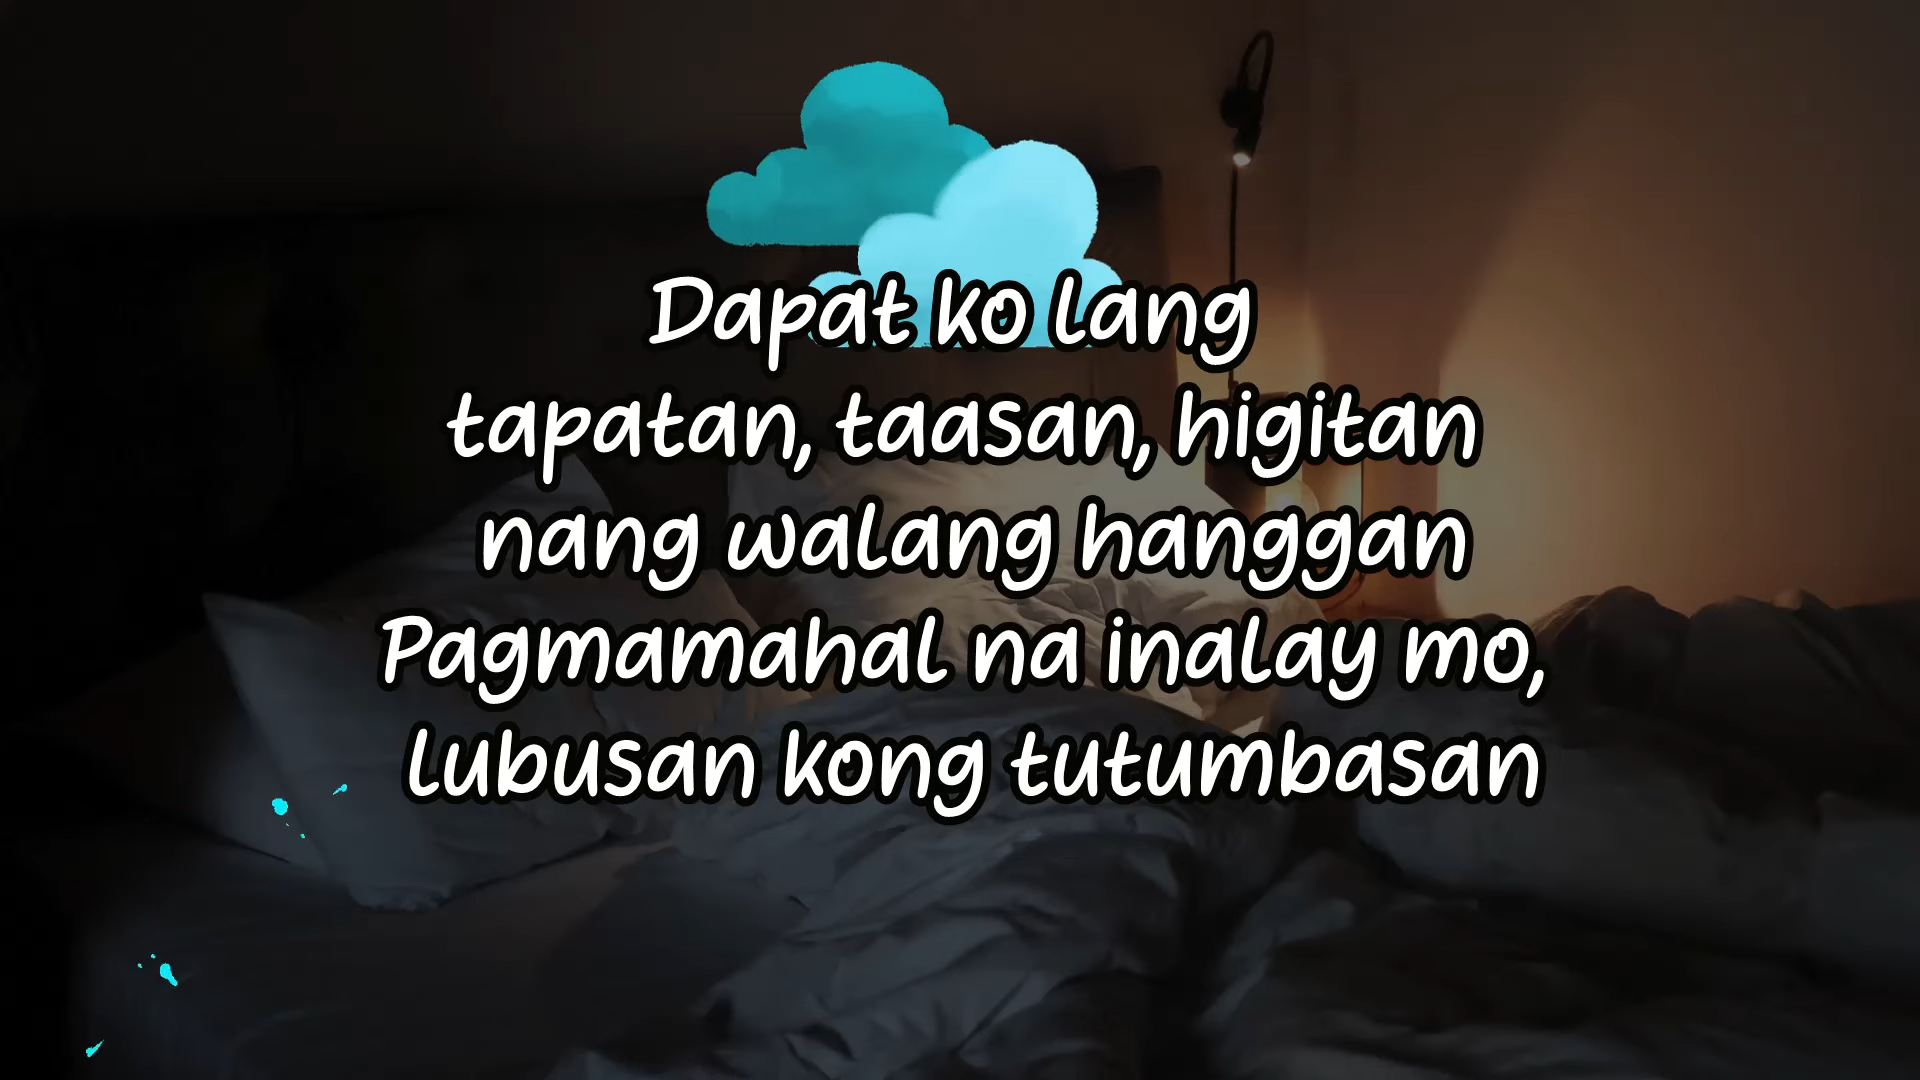 Dapat ko lang
tapatan, taasan, higitan
nang walang hanggan
Pagmamahal na inalay mo,
lubusan kong tutumbasan